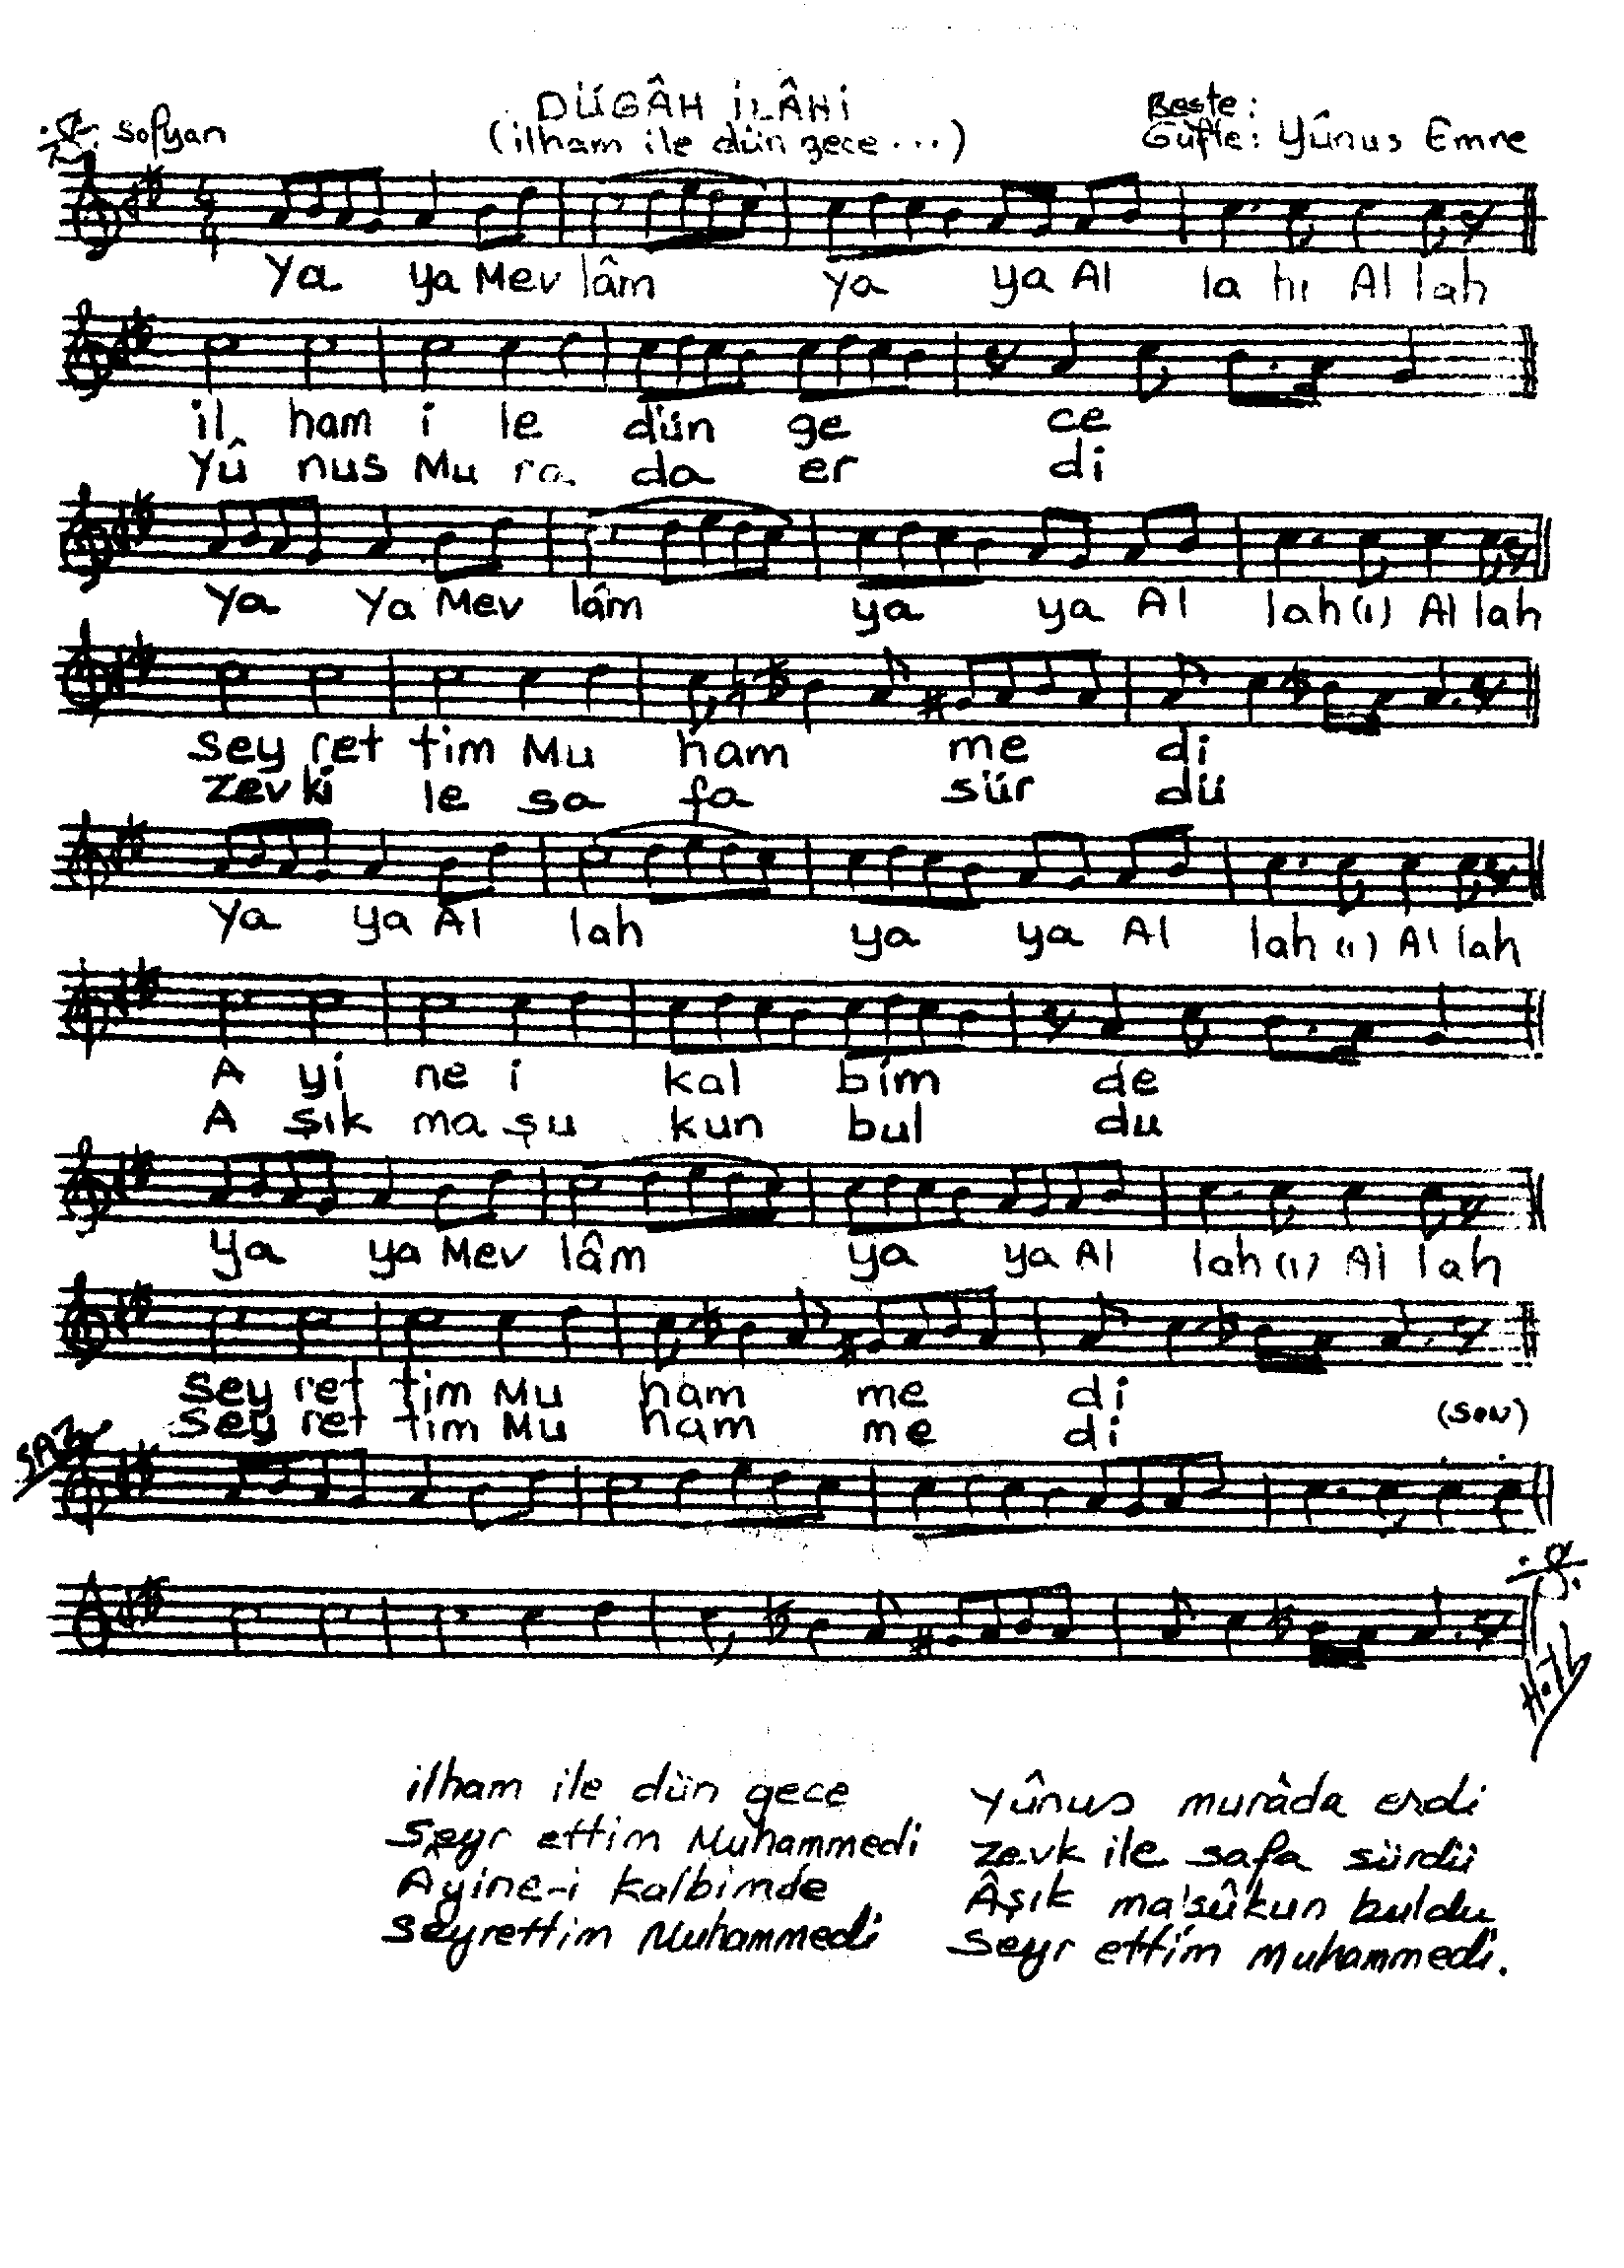 DÜGÂH İLÂHİ
Sofyan
(ilham ile dün gece...)
Beste:
Güfte: Yûnus Emre
Ya ya Mev lâm ya ya Al la hı Al lah
il ham i le dün ge ce
Yû nus Mu ra da er di
Ya Ya Mev lâm ya ya Al lah (ı) Al lah
sey ret tim Mu ham me di
zev ki le sa fa sür dü
Ya ya Al lah ya ya Al lah (ı) Al lah
A yi ne i kal bim de
A şık ma şu kun bul du
Ya ya Mev lâm ya ya Al lah (ı) Al lah
sey ret tim Mu ham me di
sey ret tim Mu ham me di
(SON)
SAZ
ilham ile dün gece
Seyr ettim Muhammedi
Ayine-i kalbimde
Seyrettim Muhammedi
Yûnus murâda erdi
Zevk ile safa sürdü
Âşık ma'sûkun buldu
Seyr ettim muhammedi.